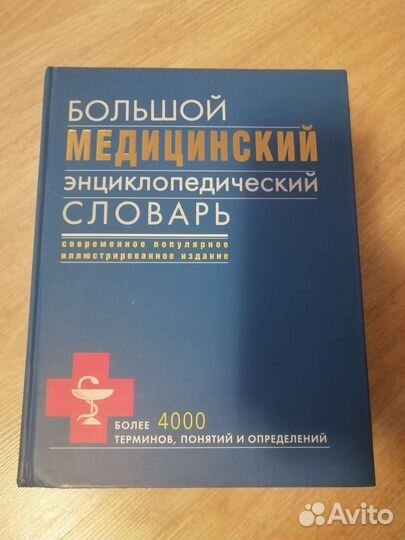 БОЛЬШОЙ
МЕДИЦИНСКИЙ
ЭНЦИКЛОПЕДИЧЕСКИЙ
СЛОВАРЬ
современное популярное
иллюстрированное издание
БОЛЕЕ 4000
ТЕРМИНОВ, ПОНЯТИЙ И ОПРЕДЕЛЕНИЙ
Avito